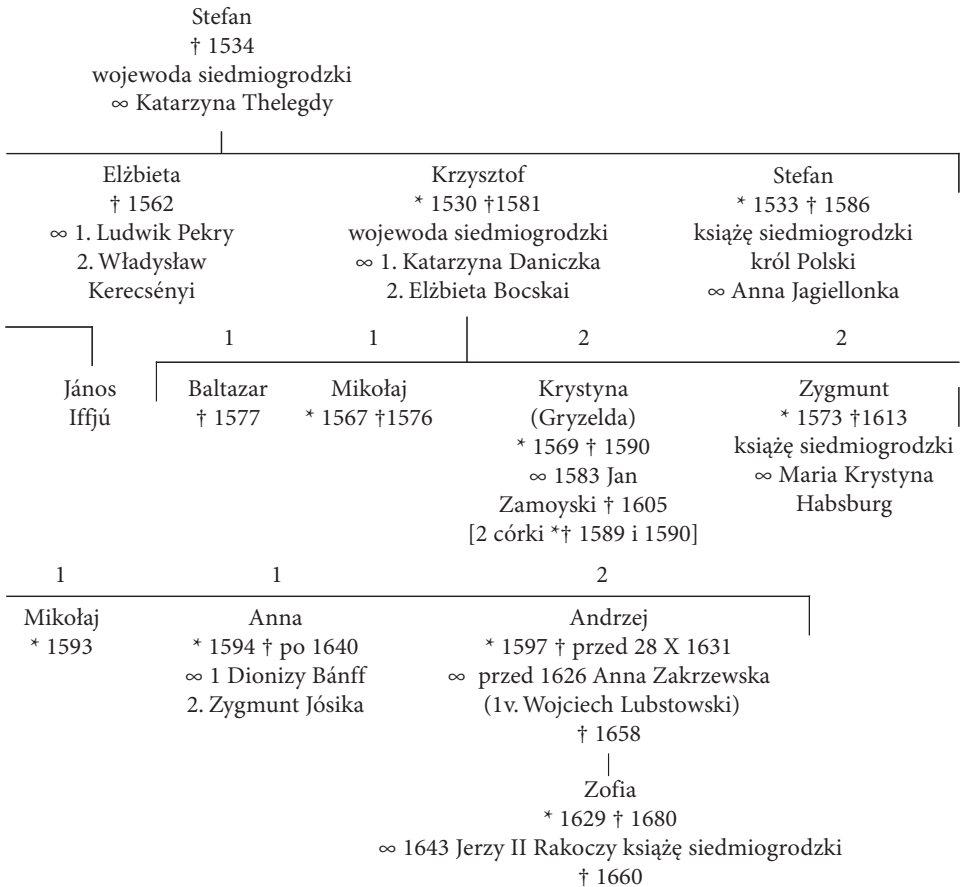 Stefan
† 1534
wojewoda siedmiogrodzki
∞ Katarzyna Thelegdy
Elżbieta
† 1562
∞ 1. Ludwik Pekry
2. Władysław
Kerecsényi
Krzysztof
* 1530 †1581
wojewoda siedmiogrodzki
∞ 1. Katarzyna Daniczka
2. Elżbieta Bocskai
Stefan
* 1533 † 1586
książę siedmiogrodzki
król Polski
∞ Anna Jagiellonka
János
Iffjú
1
Baltazar
† 1577
1
Mikołaj
* 1567 †1576
2
Krystyna
(Gryzelda)
* 1569 † 1590
∞ 1583 Jan
Zamoyski † 1605
[2 córki *† 1589 i 1590]
2
Zygmunt
* 1573 †1613
książę siedmiogrodzki
∞ Maria Krystyna
Habsburg
1
Mikołaj
* 1593
1
Anna
* 1594 † po 1640
∞ 1 Dionizy Bánff
2. Zygmunt Jósika
2
Andrzej
* 1597 † przed 28 X 1631
∞ przed 1626 Anna Zakrzewska
(1v. Wojciech Lubstowski)
† 1658
Zofia
* 1629 † 1680
∞ 1643 Jerzy II Rakoczy książę siedmiogrodzki
† 1660